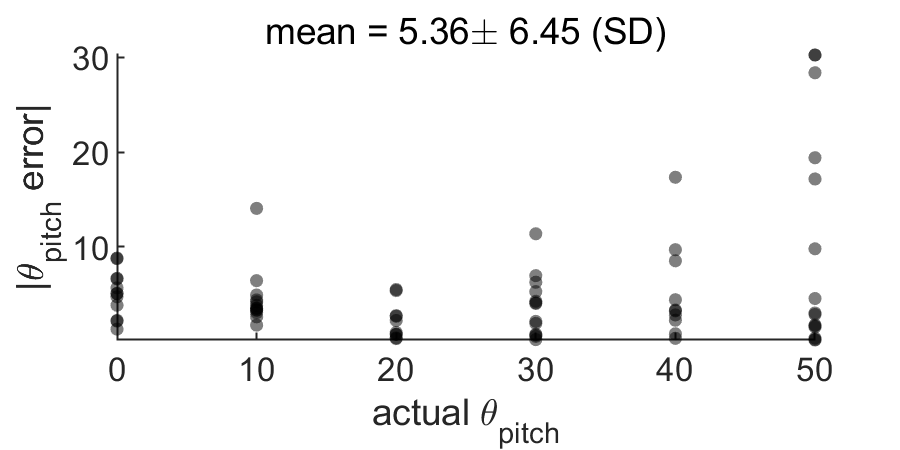 mean = 5.36± 6.45 (SD)
30
20
10
|θpitch error|
0 10 20 30 40 50
actual θpitch